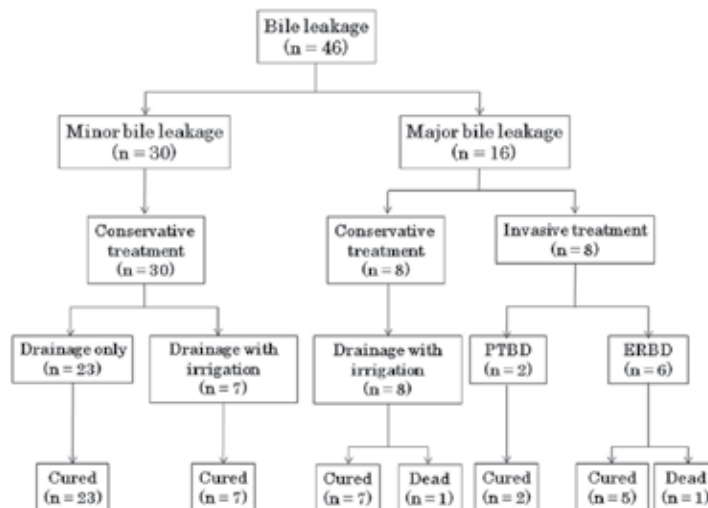 Bile leakage
(n = 46)
Minor bile leakage
(n = 30)
Major bile leakage
(n = 16)
Conservative
treatment
(n = 30)
Conservative
treatment
(n = 8)
Invasive treatment
(n = 8)
Drainage only
(n = 23)
Drainage with
irrigation
(n = 7)
Drainage with
irrigation
(n = 8)
PTBD
(n = 2)
ERBD
(n = 6)
Cured
(n = 23)
Cured
(n = 7)
Cured
(n = 7)
Dead
(n = 1)
Cured
(n = 2)
Cured
(n = 5)
Dead
(n = 1)